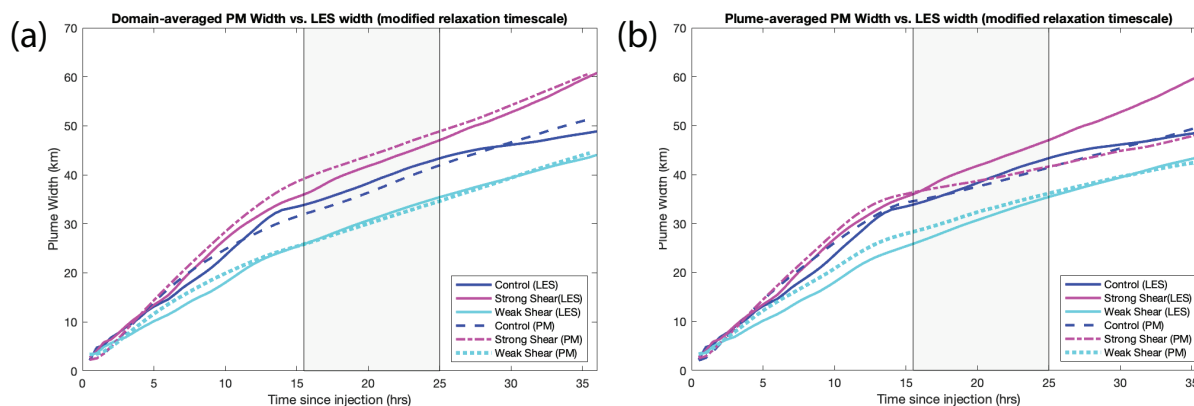 (a)
Domain-averaged PM Width vs. LES width (modified relaxation timescale)
70
60
50
40
30
20
10
0
Plume Width (km)
0 5 10 15 20 25 30 35
Time since injection (hrs)
Control (LES)
Strong Shear(LES)
Weak Shear (LES)
Control (PM)
Strong Shear (PM)
Weak Shear (PM)
(b)
Plume-averaged PM Width vs. LES width (modified relaxation timescale)
70
60
50
40
30
20
10
0
Plume Width (km)
0 5 10 15 20 25 30 35
Time since injection (hrs)
Control (LES)
Strong Shear(LES)
Weak Shear (LES)
Control (PM)
Strong Shear (PM)
Weak Shear (PM)